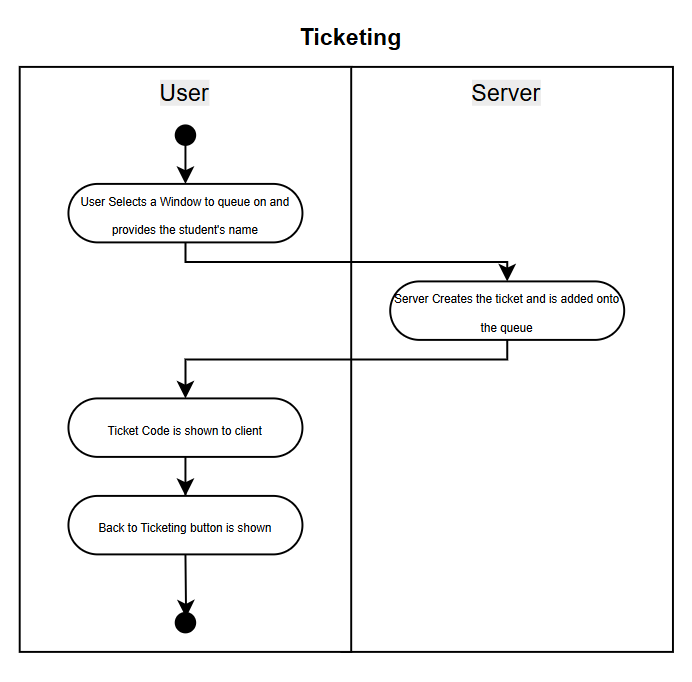 Ticketing
User
Server
User Selects a Window to queue on and
provides the student's name
Server Creates the ticket and is added onto
the queue
Ticket Code is shown to client
Back to Ticketing button is shown